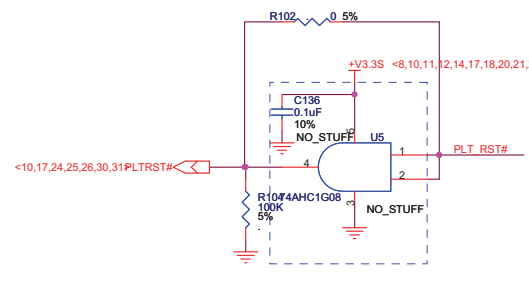 R102 . 0 5%
+V3.3S <8,10,11,12,14,17,18,20,21,
C136
0.1uF
10%
NO_STUFF
5
U5
1
PLT_RST#
4
<10,17,24,25,26,30,31>PLTRST#
2
R104
74AHC1G08
100K
5%
.
3
NO_STUFF